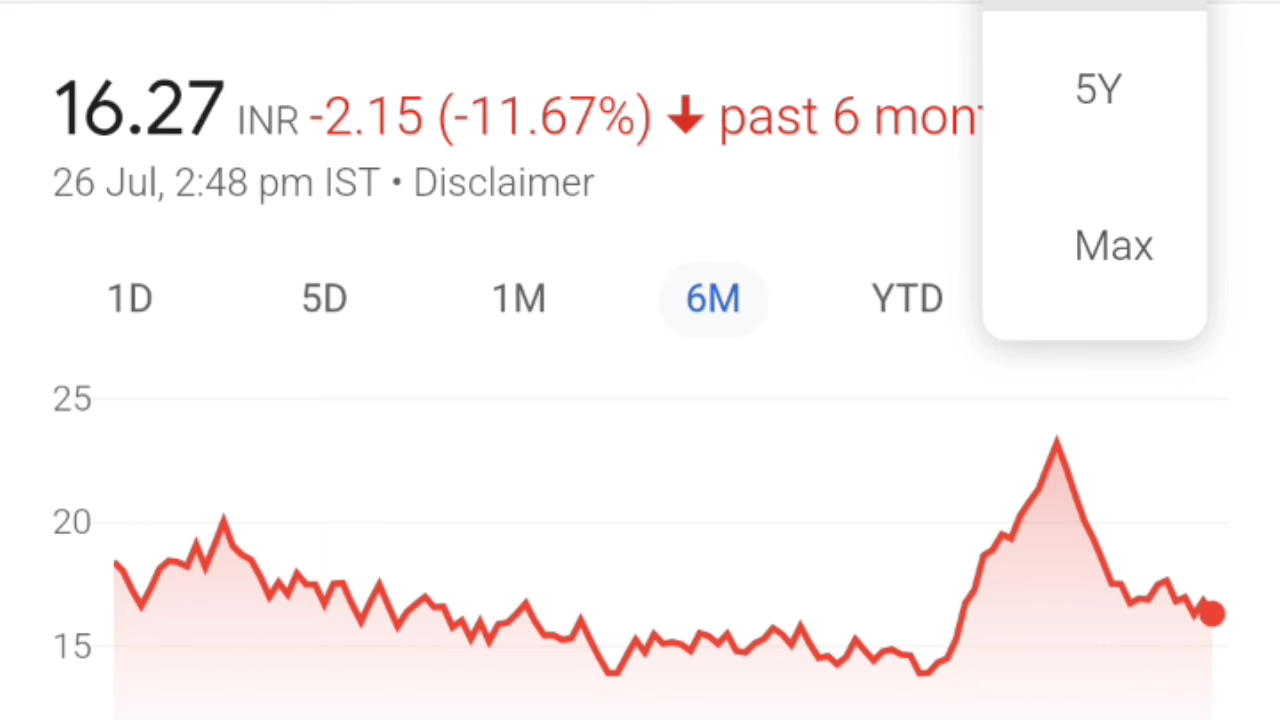 16.27 INR -2.15 (-11.67%) ↓ past 6 mon
26 Jul, 2:48 pm IST • Disclaimer
5Y
Max
1D 5D 1M 6M YTD
25
20
15